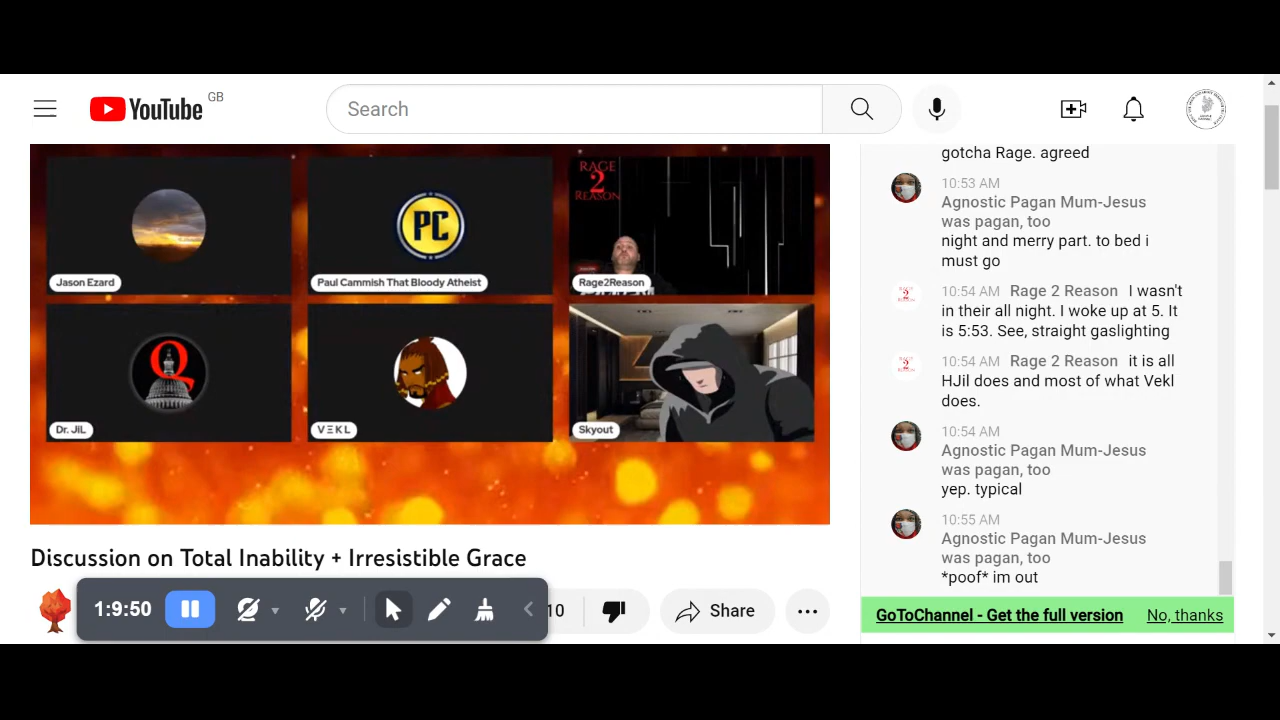 YouTube
GB
Search
gotcha Rage. agreed
10:53 AM
Agnostic Pagan Mum-Jesus
was pagan, too
night and merry part. to bed i
must go
10:54 AM Rage 2 Reason I wasn't
in their all night. I woke up at 5. It
is 5:53. See, straight gaslighting
10:54 AM Rage 2 Reason it is all
HJil does and most of what Vekl
does.
10:54 AM
Agnostic Pagan Mum-Jesus
was pagan, too
yep. typical
10:55 AM
Agnostic Pagan Mum-Jesus
was pagan, too
*poof* im out
GoToChannel - Get the full version
No, thanks
Jason Ezard
PC
Paul Cammish That Bloody Atheist
RAGE
2
REASON
Rage2Reason
Q
Dr. JiL
VΞKL
Skyout
Discussion on Total Inability + Irresistible Grace
1:9:50
10
Share